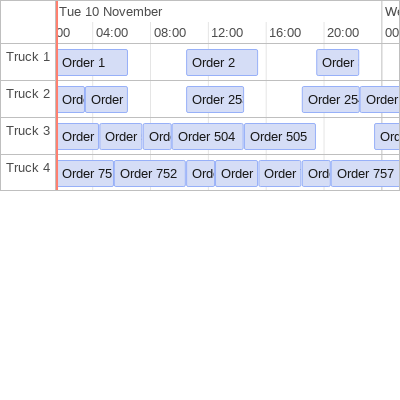 Tue 10 November We
00 04:00 08:00 12:00 16:00 20:00 00
Truck 1 Order 1 Order 2 Order
Truck 2 Ord Order Order 25 Order 25 Order
Truck 3 Order Order Ord Order 504 Order 505 Ord
Truck 4 Order 75 Order 752 Ord Order Order Ord Order 757